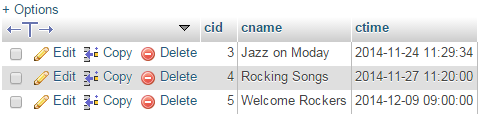 + Options
cid cname ctime
Edit Copy Delete 3 Jazz on Moday 2014-11-24 11:29:34
Edit Copy Delete 4 Rocking Songs 2014-11-27 11:20:00
Edit Copy Delete 5 Welcome Rockers 2014-12-09 09:00:00